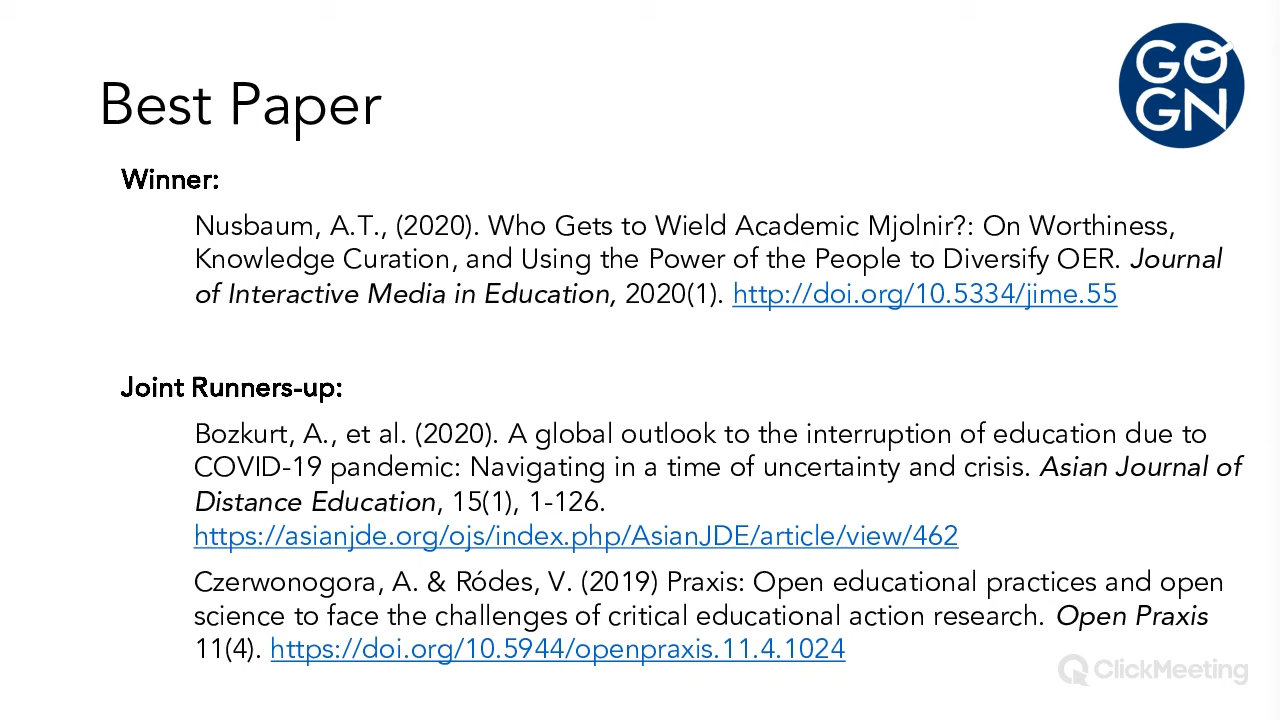 GO
GN
Best Paper
Winner:
Nusbaum, A.T., (2020). Who Gets to Wield Academic Mjolnir?: On Worthiness,
Knowledge Curation, and Using the Power of the People to Diversify OER. Journal
of Interactive Media in Education, 2020(1). http://doi.org/10.5334/jime.55
Joint Runners-up:
Bozkurt, A., et al. (2020). A global outlook to the interruption of education due to
COVID-19 pandemic: Navigating in a time of uncertainty and crisis. Asian Journal of
Distance Education, 15(1), 1-126.
https://asianjde.org/ojs/index.php/AsianJDE/article/view/462
Czerwonogora, A. & Ródes, V. (2019) Praxis: Open educational practices and open
science to face the challenges of critical educational action research. Open Praxis
11(4). https://doi.org/10.5944/openpraxis.11.4.1024
ClickMeeting